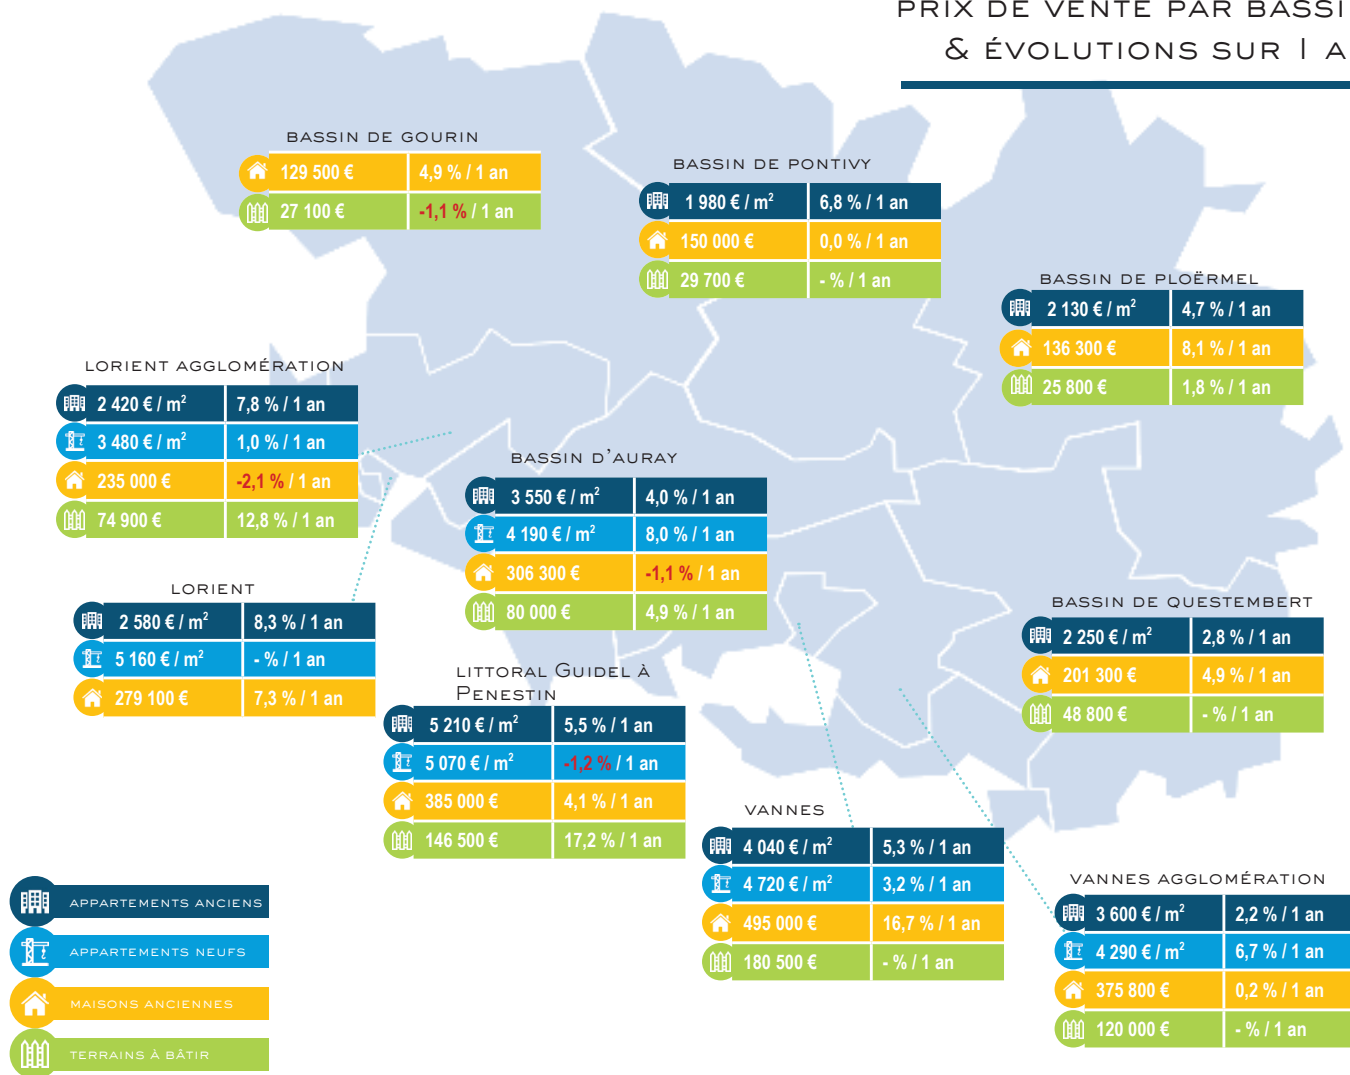 PRIX DE VENTE PAR BASSI
& ÉVOLUTIONS SUR 1 A
BASSIN DE GOURIN
129 500 € 4,9 % / 1 an
27 100 € -1,1 % / 1 an
BASSIN DE PONTIVY
1 980 € / m² 6,8 % / 1 an
150 000 € 0,0 % / 1 an
29 700 € - % / 1 an
BASSIN DE PLOËRMEL
2 130 € / m² 4,7 % / 1 an
136 300 € 8,1 % / 1 an
25 800 € 1,8 % / 1 an
LORIENT AGGLOMÉRATION
2 420 € / m² 7,8 % / 1 an
3 480 € / m² 1,0 % / 1 an
235 000 € -2,1 % / 1 an
74 900 € 12,8 % / 1 an
BASSIN D'AURAY
3 550 € / m² 4,0 % / 1 an
4 190 € / m² 8,0 % / 1 an
306 300 € -1,1 % / 1 an
80 000 € 4,9 % / 1 an
LORIENT
2 580 € / m² 8,3 % / 1 an
5 160 € / m² - % / 1 an
279 100 € 7,3 % / 1 an
BASSIN DE QUESTEMBERT
2 250 € / m² 2,8 % / 1 an
201 300 € 4,9 % / 1 an
48 800 € - % / 1 an
LITTORAL GUIDEL À
PENESTIN
5 210 € / m² 5,5 % / 1 an
5 070 € / m² -1,2 % / 1 an
385 000 € 4,1 % / 1 an
146 500 € 17,2 % / 1 an
VANNES
4 040 € / m² 5,3 % / 1 an
4 720 € / m² 3,2 % / 1 an
495 000 € 16,7 % / 1 an
180 500 € - % / 1 an
VANNES AGGLOMÉRATION
3 600 € / m² 2,2 % / 1 an
4 290 € / m² 6,7 % / 1 an
375 800 € 0,2 % / 1 an
120 000 € - % / 1 an
APPARTEMENTS ANCIENS
APPARTEMENTS NEUFS
MAISONS ANCIENNES
TERRAINS À BÂTIR